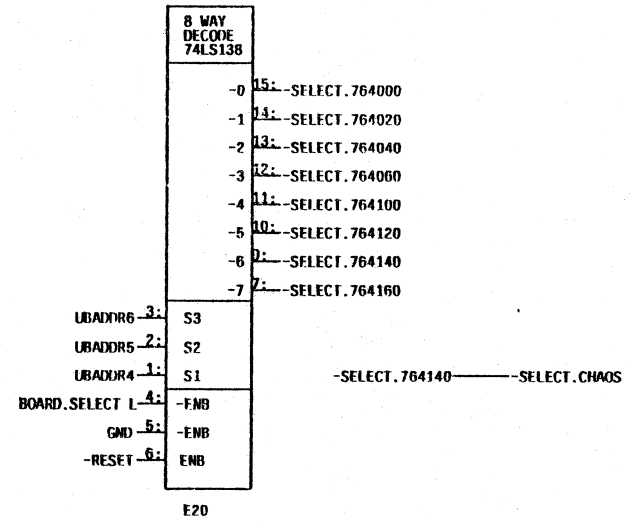 8 WAY
DECODE
74LS138
-0 15: -SELECT.764000
-1 14: -SELECT.764020
-2 13: -SELECT.764040
-3 12: -SELECT.764060
-4 11: -SELECT.764100
-5 10: -SELECT.764120
-6 9: -SELECT.764140
-7 7: -SELECT.764160
UBADDR6 3: S3
UBADDR5 2: S2
UBADDR4 1: S1
-SELECT.764140 -SELECT.CHAOS
BOARD.SELECT L 4: -ENB
GND 5: -ENB
-RESET 6: ENB
E20